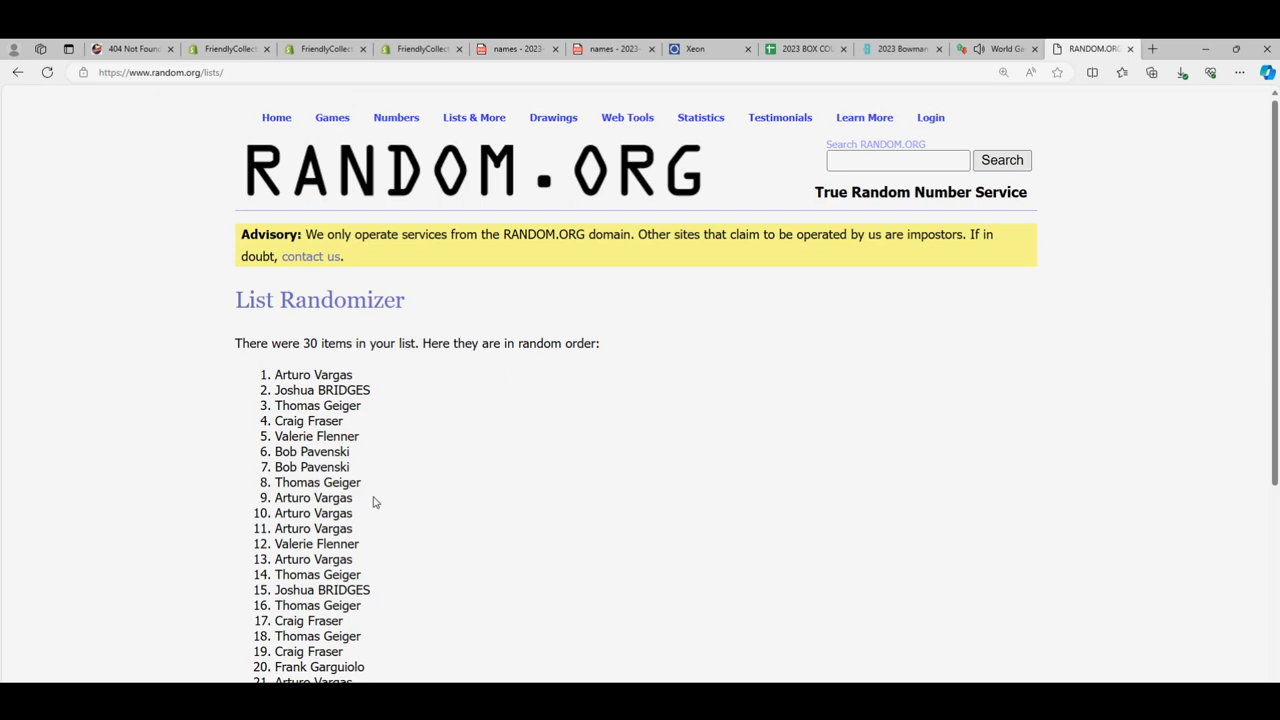 404 Not Foun
FriendlyCollect
FriendlyCollect
FriendlyCollect
names - 2023-
names - 2023-
Xeon
2023 BOX COU
2023 Bowman
World Ga
RANDOM.ORG
https://www.random.org/lists/
Home Games Numbers Lists & More Drawings Web Tools Statistics Testimonials Learn More Login
RANDOM.ORG
Search RANDOM.ORG
Search
True Random Number Service
Advisory: We only operate services from the RANDOM.ORG domain. Other sites that claim to be operated by us are impostors. If in
doubt, contact us.
List Randomizer
There were 30 items in your list. Here they are in random order:
1. Arturo Vargas
2. Joshua BRIDGES
3. Thomas Geiger
4. Craig Fraser
5. Valerie Flenner
6. Bob Pavenski
7. Bob Pavenski
8. Thomas Geiger
9. Arturo Vargas
10. Arturo Vargas
11. Arturo Vargas
12. Valerie Flenner
13. Arturo Vargas
14. Thomas Geiger
15. Joshua BRIDGES
16. Thomas Geiger
17. Craig Fraser
18. Thomas Geiger
19. Craig Fraser
20. Frank Garguiolo
21. Arturo Vargas